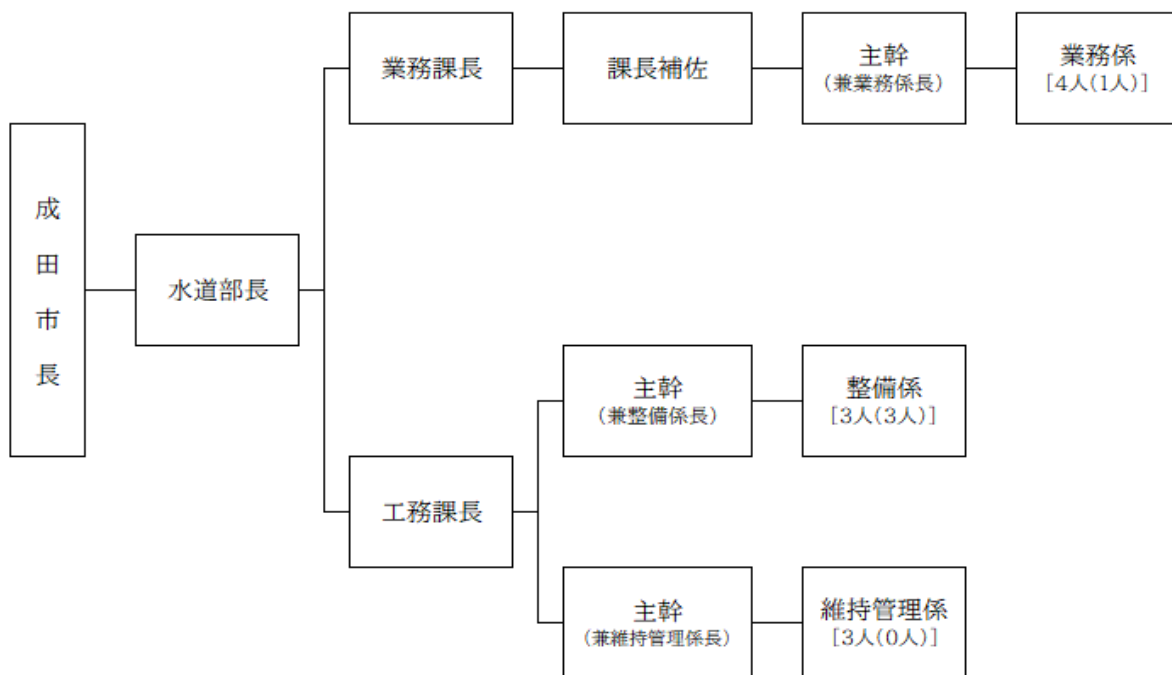 業務課長
課長補佐
主幹
(兼業務係長)
業務係
[4人(1人)]
成田市長
水道部長
主幹
(兼整備係長)
整備係
[3人(3人)]
工務課長
主幹
(兼維持管理係長)
維持管理係
[3人(0人)]